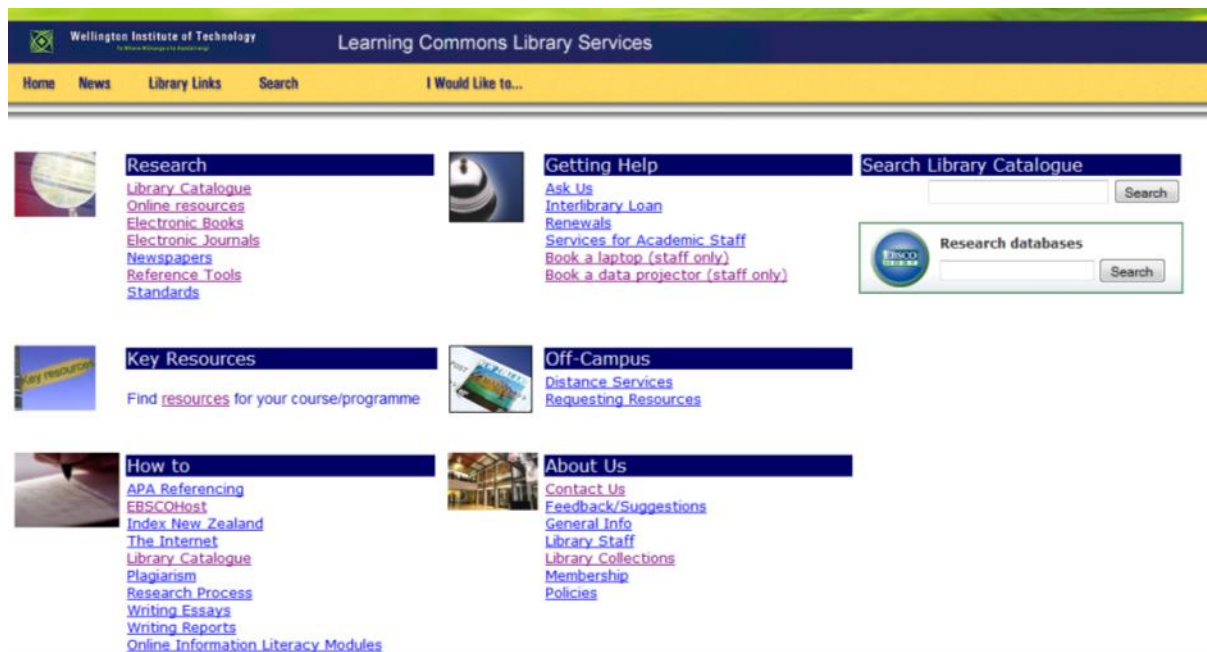 Wellington Institute of Technology
Learning Commons Library Services
Home News Library Links Search I Would Like to...
Research
Library Catalogue
Online resources
Electronic Books
Electronic Journals
Newspapers
Reference Tools
Standards
Getting Help
Ask Us
Interlibrary Loan
Renewals
Services for Academic Staff
Book a laptop (staff only)
Book a data projector (staff only)
Search Library Catalogue
Search
EBSCO
HOST
Research databases
Search
Key resources
Key Resources
Find resources for your course/programme
Off-Campus
Distance Services
Requesting Resources
How to
APA Referencing
EBSCOHost
Index New Zealand
The Internet
Library Catalogue
Plagiarism
Research Process
Writing Essays
Writing Reports
Online Information Literacy Modules
About Us
Contact Us
Feedback/Suggestions
General Info
Library Staff
Library Collections
Membership
Policies